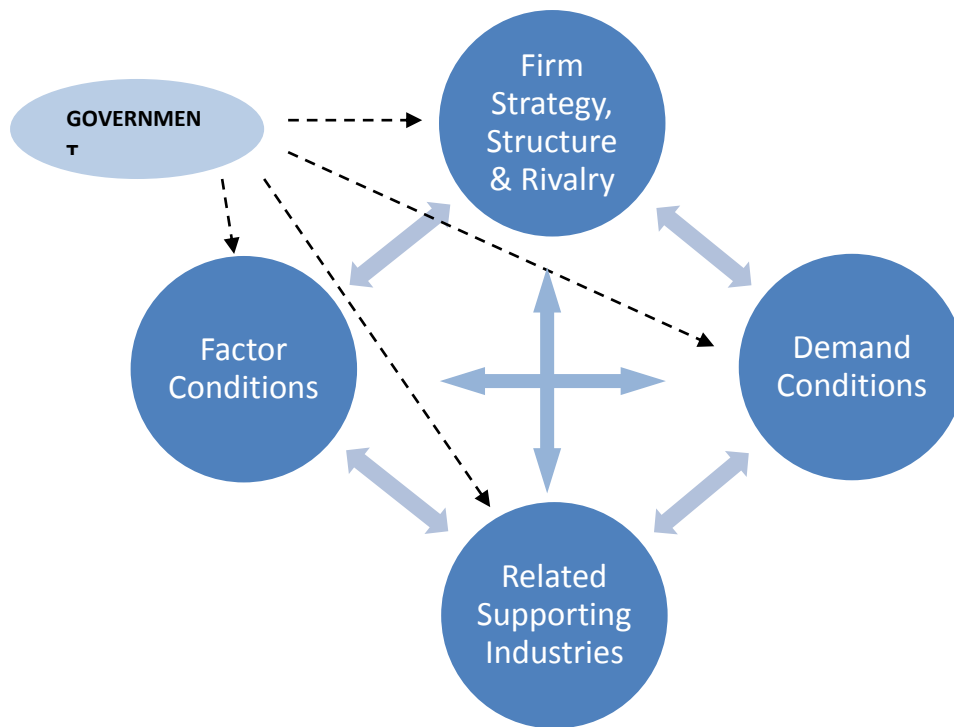 GOVERNMEN
T
Firm
Strategy,
Structure
& Rivalry
Factor
Conditions
Demand
Conditions
Related
Supporting
Industries